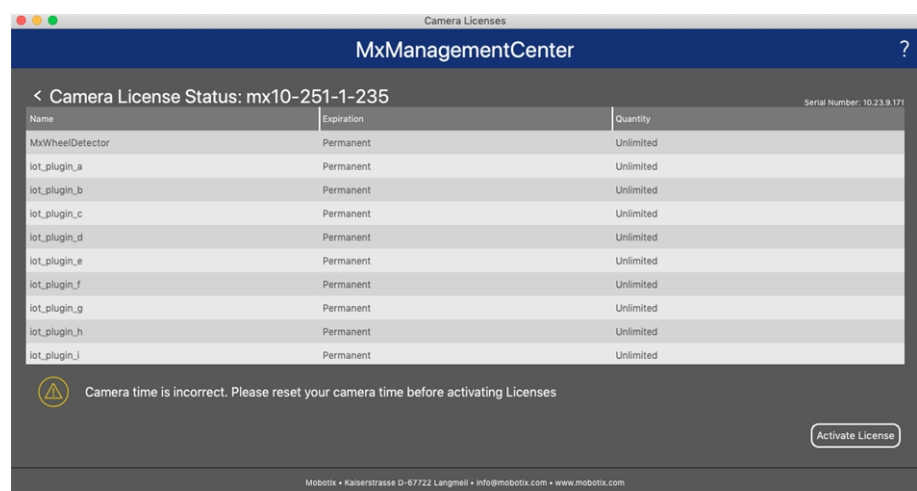 Camera Licenses
MxManagementCenter
?
< Camera License Status: mx10-251-1-235
Serial Number: 10.23.9.171
Name Expiration Quantity
MxWheelDetector Permanent Unlimited
iot_plugin_a Permanent Unlimited
iot_plugin_b Permanent Unlimited
iot_plugin_c Permanent Unlimited
iot_plugin_d Permanent Unlimited
iot_plugin_e Permanent Unlimited
iot_plugin_f Permanent Unlimited
iot_plugin_g Permanent Unlimited
iot_plugin_h Permanent Unlimited
iot_plugin_i Permanent Unlimited
Camera time is incorrect. Please reset your camera time before activating Licenses
Activate License
Mobotix • Kaiserstrasse D-67722 Langmeil • info@mobotix.com • www.mobotix.com